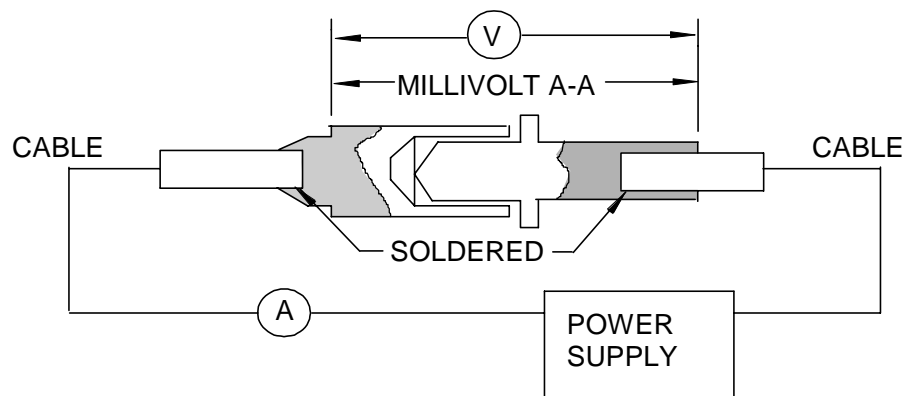 V
MILLIVOLT A-A
CABLE
CABLE
SOLDERED
A
POWER
SUPPLY